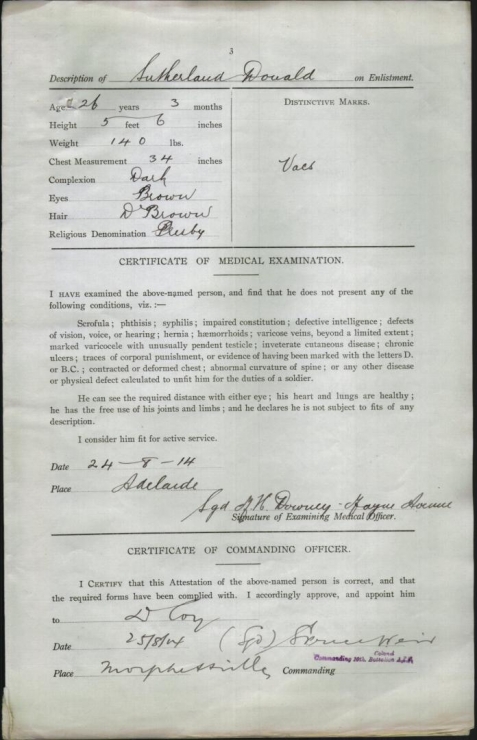 3
Description of Sutherland Donald on Enlistment.
Age 26 years 3 months
Height 5 feet 6 inches
Weight 140 lbs.
Chest Measurement 34 inches
Complexion Dark
Eyes Brown
Hair D Brown
Religious Denomination
DISTINCTIVE MARKS.
Vacs
CERTIFICATE OF MEDICAL EXAMINATION.
I HAVE examined the above-named person, and find that he does not present any of the
following conditions, viz. :—
Scrofula ; phthisis ; syphilis ; impaired constitution ; defective intelligence ; defects
of vision, voice, or hearing ; hernia ; hæmorrhoids ; varicose veins, beyond a limited extent ;
marked varicocele with unusually pendent testicle ; inveterate cutaneous disease ; chronic
ulcers ; traces of corporal punishment, or evidence of having been marked with the letters D.
or B.C. ; contracted or deformed chest ; abnormal curvature of spine ; or any other disease
or physical defect calculated to unfit him for the duties of a soldier.
He can see the required distance with either eye ; his heart and lungs are healthy ;
he has the free use of his joints and limbs ; and he declares he is not subject to fits of any
description.
I consider him fit for active service.
Date 24-8-14
Place Adelaide
Sgd Downey
Signature of Examining Medical Officer.
CERTIFICATE OF COMMANDING OFFICER.
I CERTIFY that this Attestation of the above-named person is correct, and that
the required forms have been complied with. I accordingly approve, and appoint him
to D Coy
Date 25/8/14 (Sgd) Weir
Colonel
Commanding 10th. Battalion A.I.F.
Place Morphettville Commanding